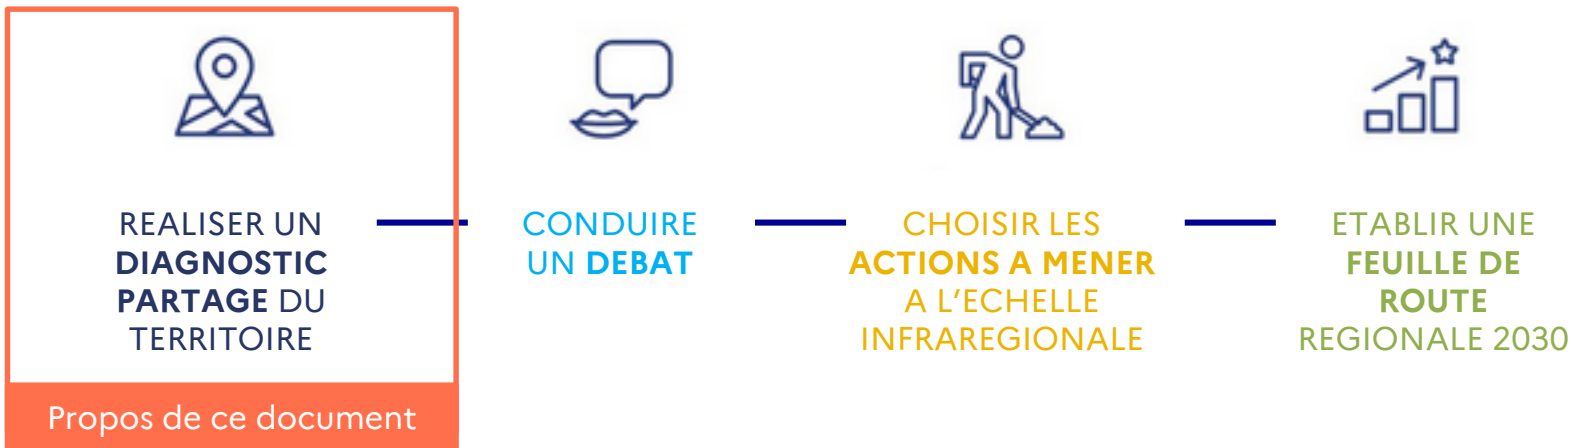 REALISER UN
DIAGNOSTIC
PARTAGE DU
TERRITOIRE
Propos de ce document
CONDUIRE
UN DEBAT
CHOISIR LES
ACTIONS A MENER
A L’ECHELLE
INFRAREGIONALE
ETABLIR UNE
FEUILLE DE
ROUTE
REGIONALE 2030